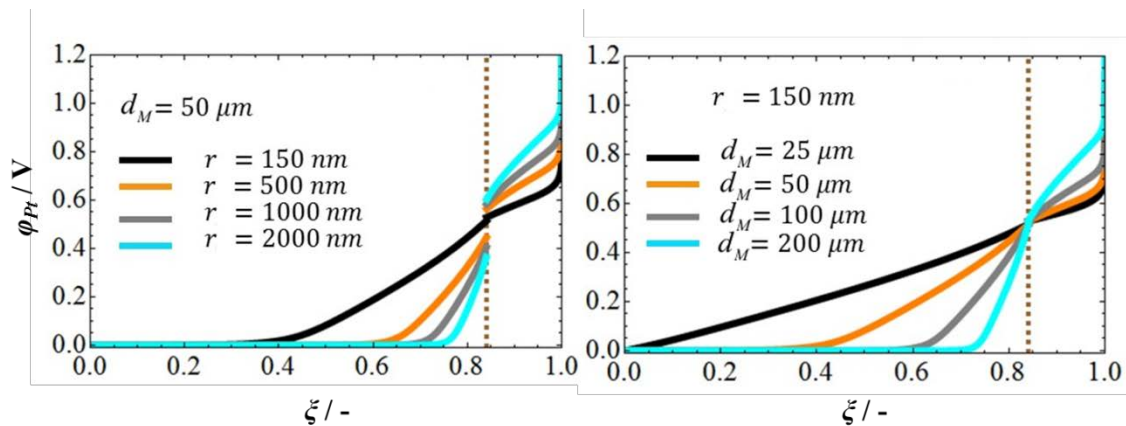 1.2
1.0
0.8
0.6
0.4
0.2
0.0
φPt / V
dM = 50 μm
r = 150 nm
r = 500 nm
r = 1000 nm
r = 2000 nm
0.0 0.2 0.4 0.6 0.8 1.0
ξ / -
1.2
1.0
0.8
0.6
0.4
0.2
0.0
r = 150 nm
dM = 25 μm
dM = 50 μm
dM = 100 μm
dM = 200 μm
0.0 0.2 0.4 0.6 0.8 1.0
ξ / -